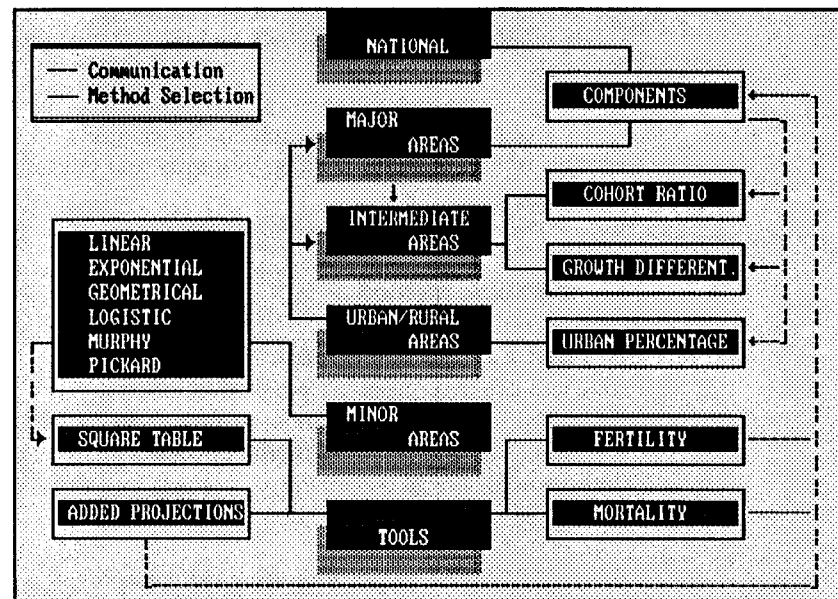 Communication
Method Selection
NATIONAL
COMPONENTS
MAJOR
AREAS
COHORT RATIO
INTERMEDIATE
AREAS
GROWTH DIFFERENT.
LINEAR
EXPONENTIAL
GEOMETRICAL
LOGISTIC
MURPHY
PICKARD
URBAN/RURAL
AREAS
URBAN PERCENTAGE
MINOR
AREAS
SQUARE TABLE
FERTILITY
ADDED PROJECTIONS
TOOLS
MORTALITY